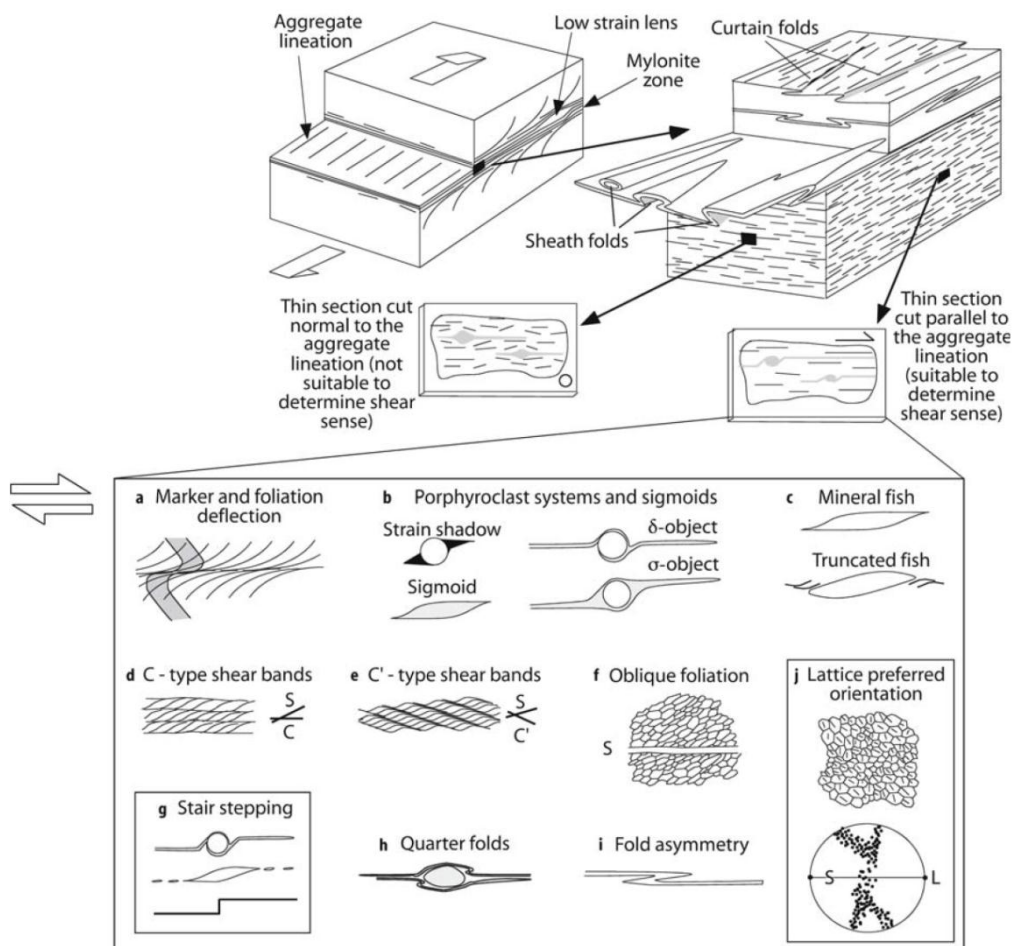 Aggregate
lineation
Low strain lens
Mylonite
zone
Curtain folds
Sheath folds
Thin section cut
normal to the
aggregate
lineation (not
suitable to
determine shear
sense)
Thin section
cut parallel to
the aggregate
lineation
(suitable to
determine
shear sense)
a Marker and foliation
deflection
b Porphyroclast systems and sigmoids
Strain shadow
δ-object
Sigmoid
σ-object
c Mineral fish
Truncated fish
d C - type shear bands
S
C
e C' - type shear bands
S
C'
f Oblique foliation
S
j Lattice preferred
orientation
S
L
g Stair stepping
h Quarter folds
i Fold asymmetry